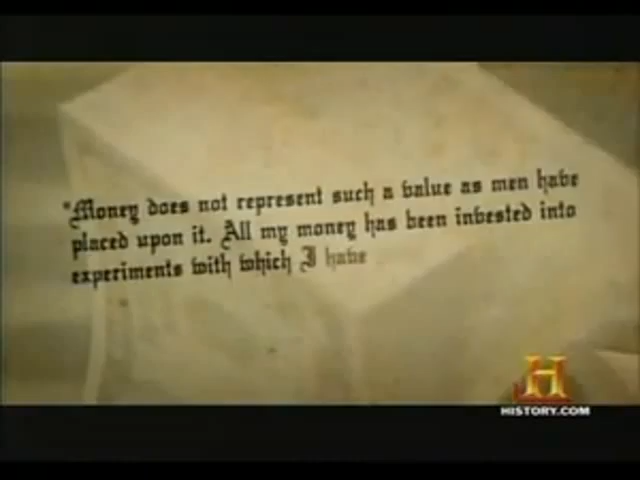 "Money does not represent such a value as men have
placed upon it. All my money has been invested into
experiments with which I have
H
HISTORY.COM